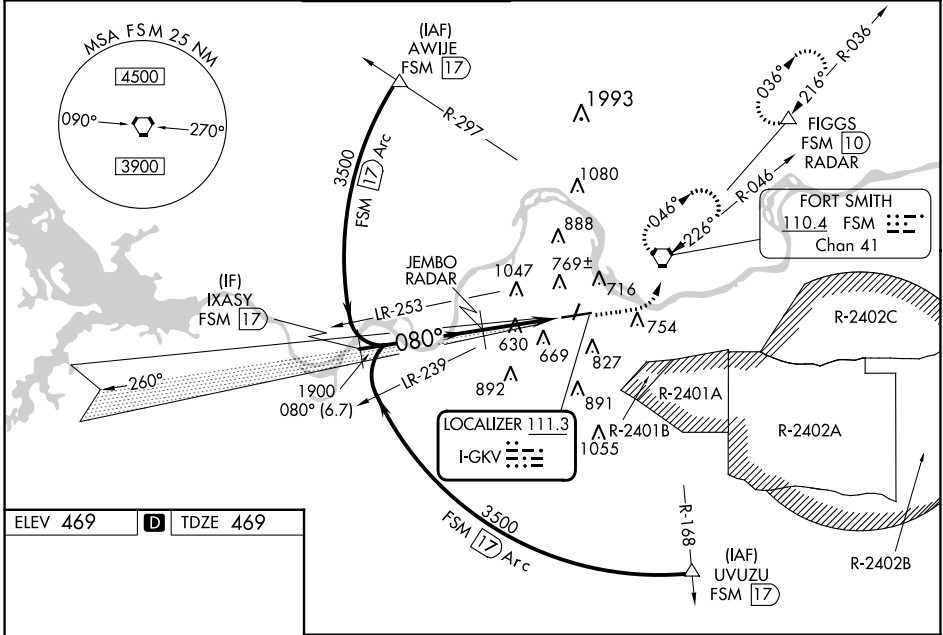 MSA FSM 25 NM
4500
090°
270°
3900
(IAF)
AWIJE
FSM 17
R-297
3500
FSM 17 Arc
1993
1080
888
769±
716
1047
JEMBO
RADAR
LR-253
(IF)
IXASY
FSM 17
036°
216°
R-036
FIGGS
FSM 10
RADAR
046°
226°
R-046
FORT SMITH
110.4 FSM
Chan 41
080°
260°
LR-239
1900
080° (6.7)
630
669
754
827
892
891
1055
LOCALIZER 111.3
I-GKV
R-2401B
R-2401A
R-2402A
R-2402C
R-2402B
3500
FSM 17 Arc
R-168
(IAF)
UVUZU
FSM 17
ELEV 469
D
TDZE 469